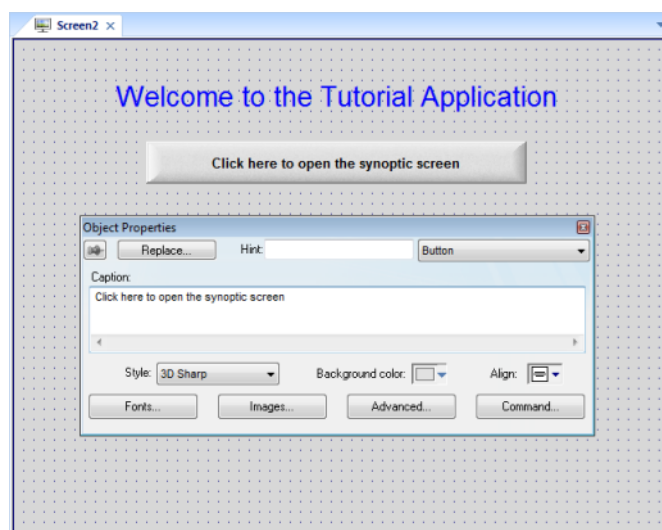 Screen2
Welcome to the Tutorial Application
Click here to open the synoptic screen
Object Properties
Replace... Hint: Button
Caption:
Click here to open the synoptic screen
Style: 3D Sharp Background color: Align:
Fonts... Images... Advanced... Command...